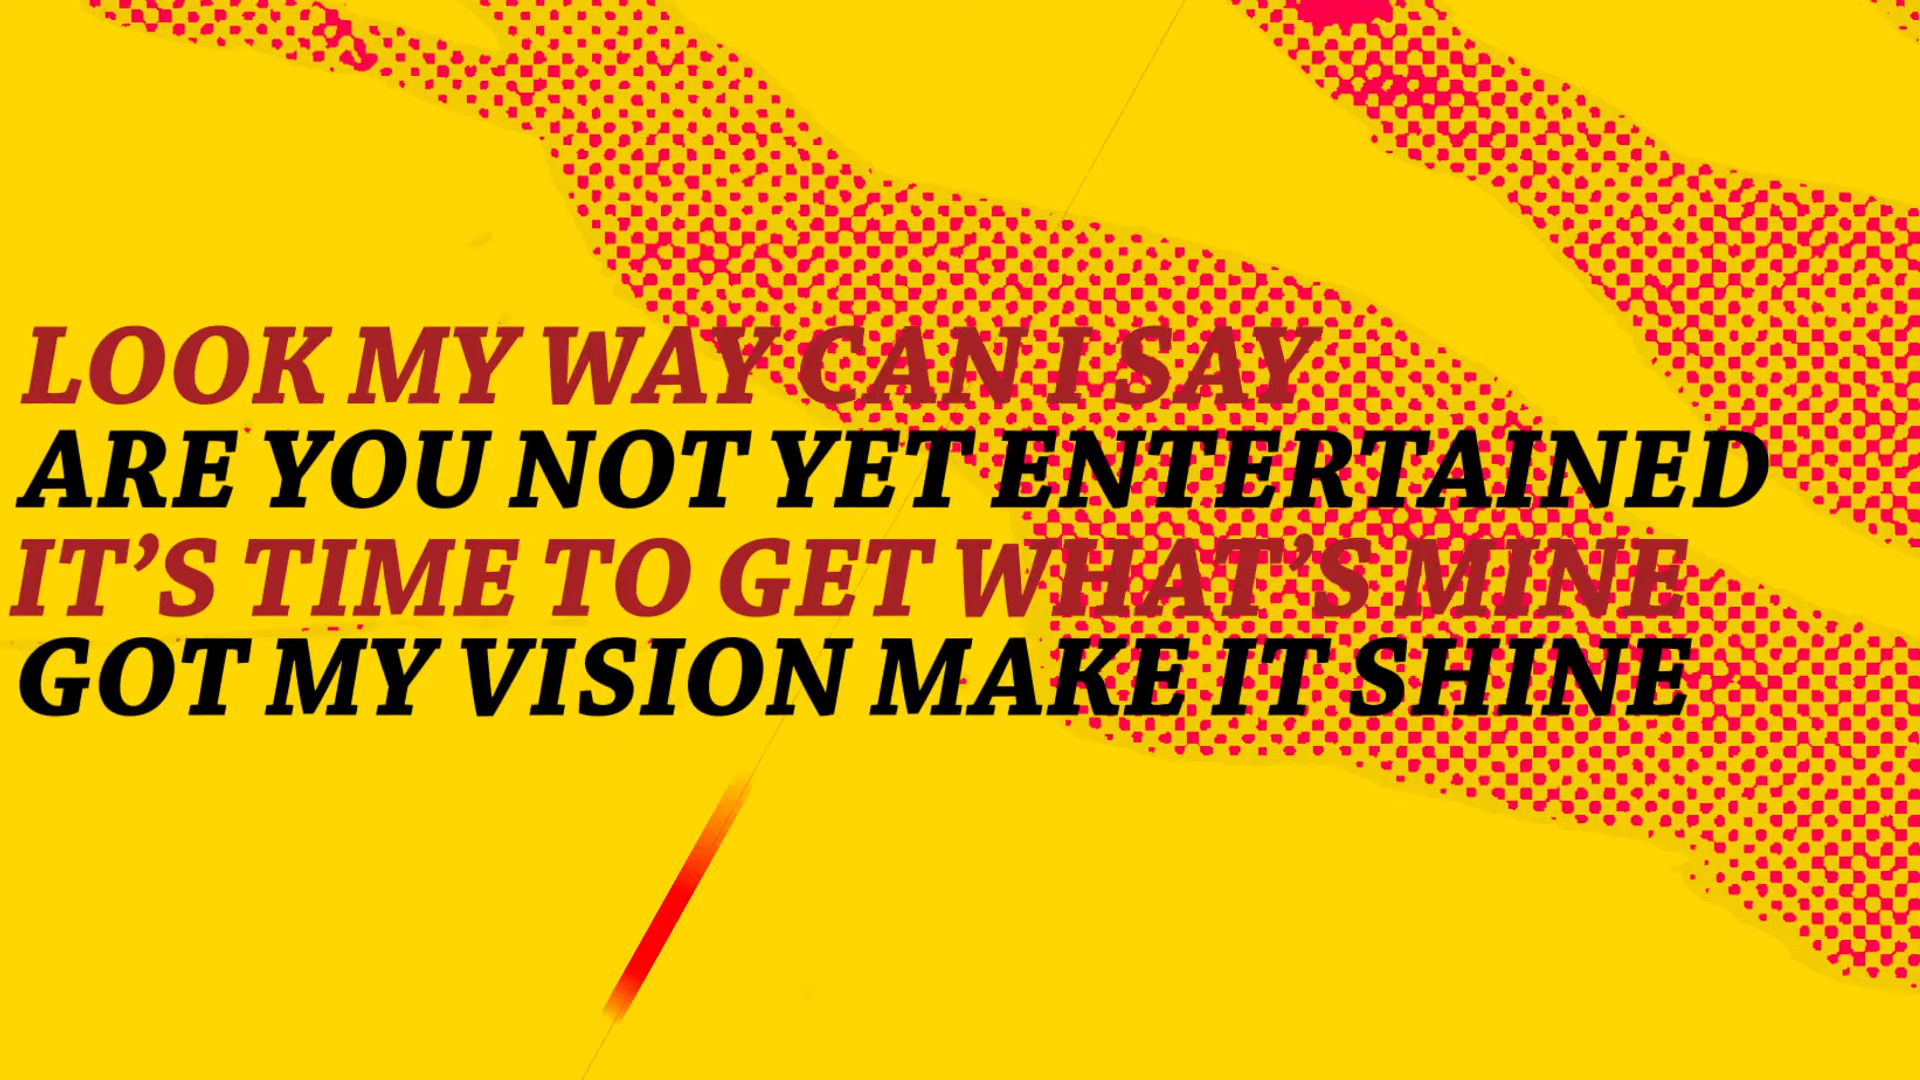 LOOK MY WAY CAN I SAY
ARE YOU NOT YET ENTERTAINED
IT’S TIME TO GET WHAT’S MINE
GOT MY VISION MAKE IT SHINE